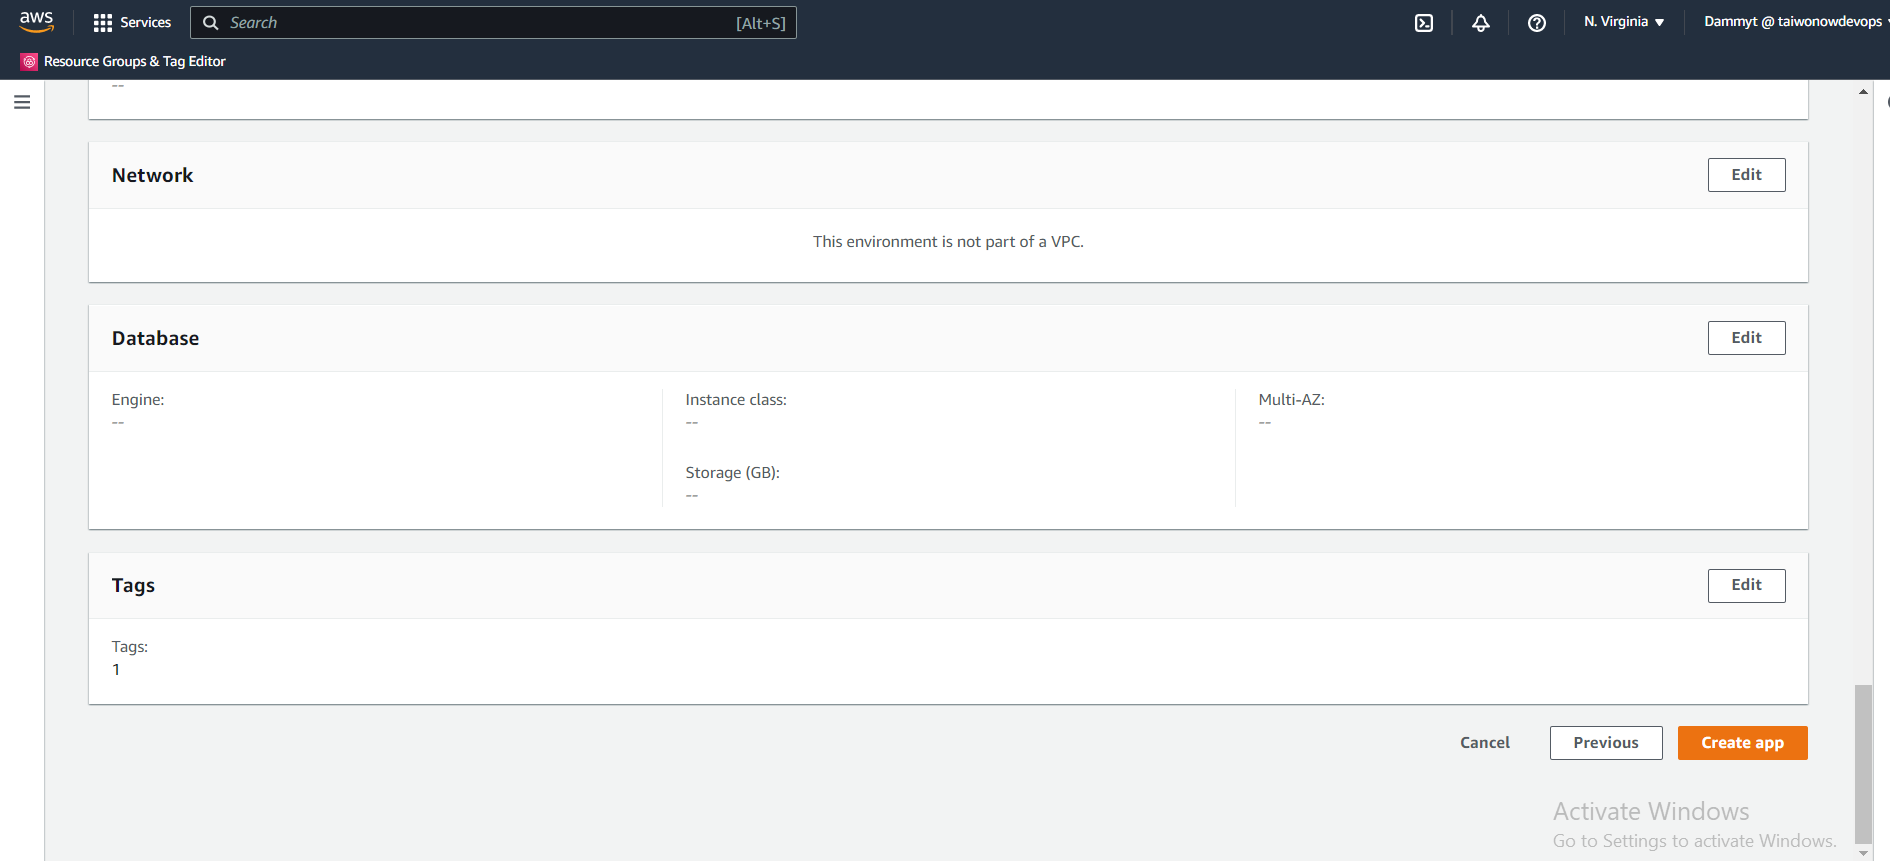 aws
Services
Search
[Alt+S]
N. Virginia
Dammyt @ taiwonowdevops
Resource Groups & Tag Editor
--
Network
Edit
This environment is not part of a VPC.
Database
Edit
Engine:
--
Instance class:
--
Storage (GB):
--
Multi-AZ:
--
Tags
Edit
Tags:
1
Cancel
Previous
Create app
Activate Windows
Go to Settings to activate Windows.